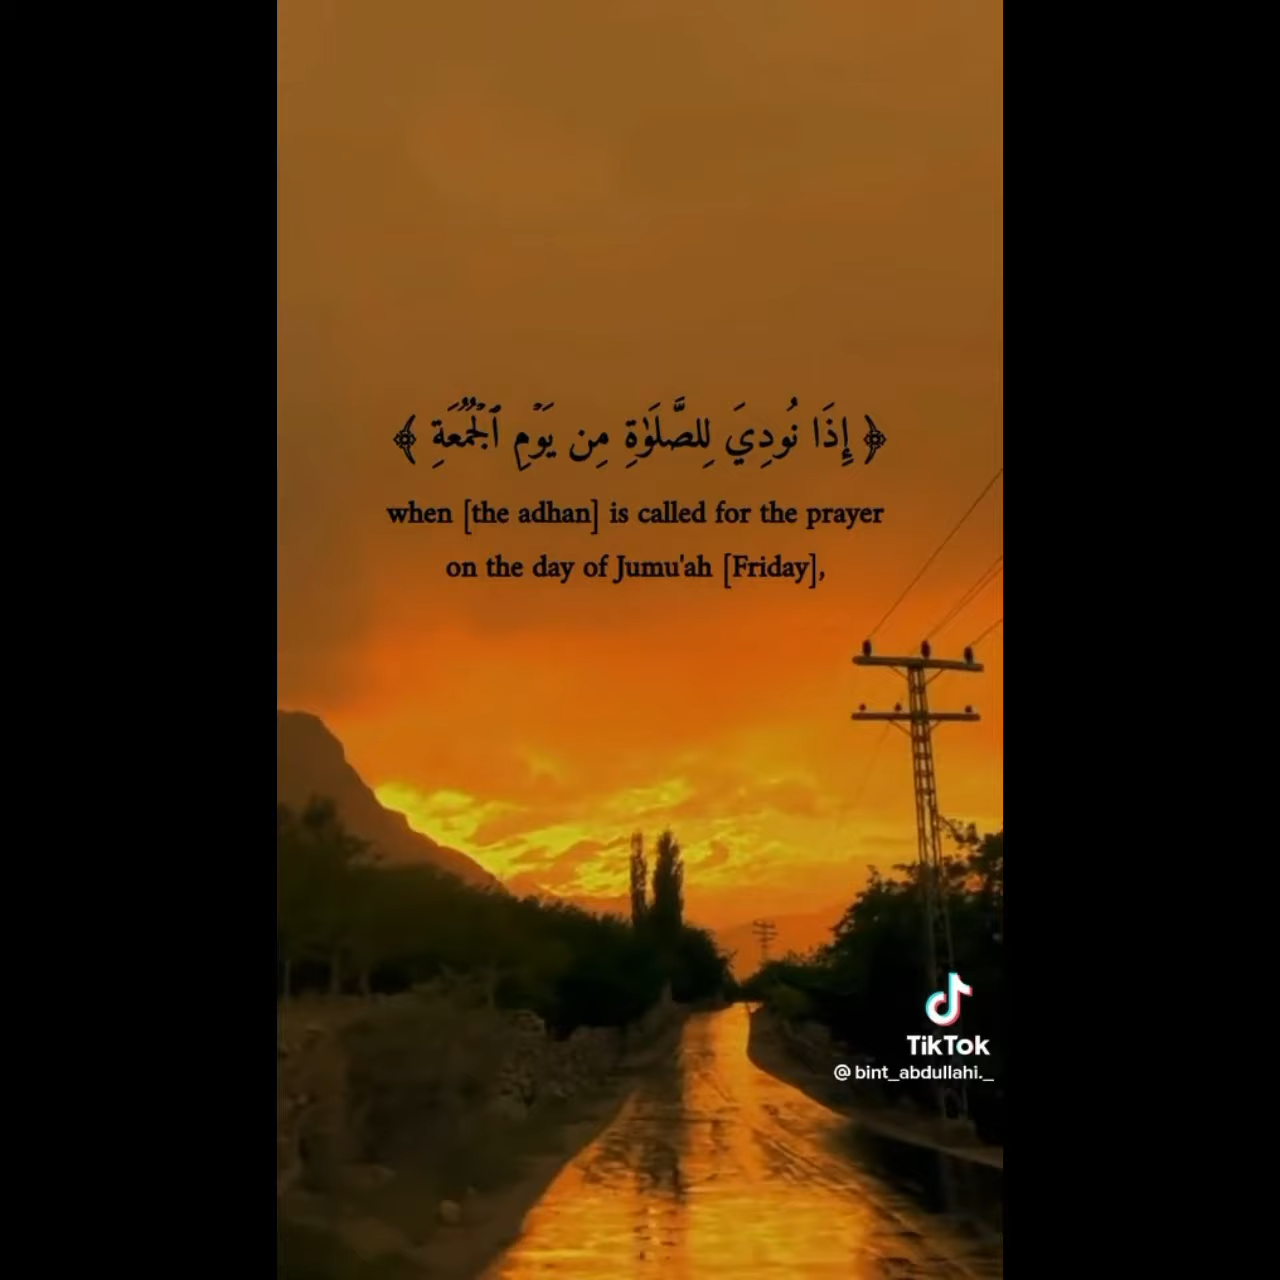 ﴿ إِذَا نُودِيَ لِلصَّلَوٰةِ مِن يَوْمِ ٱلْجُمُعَةِ ﴾
when [the adhan] is called for the prayer
on the day of Jumu'ah [Friday],
TikTok
@bint_abdullahi._